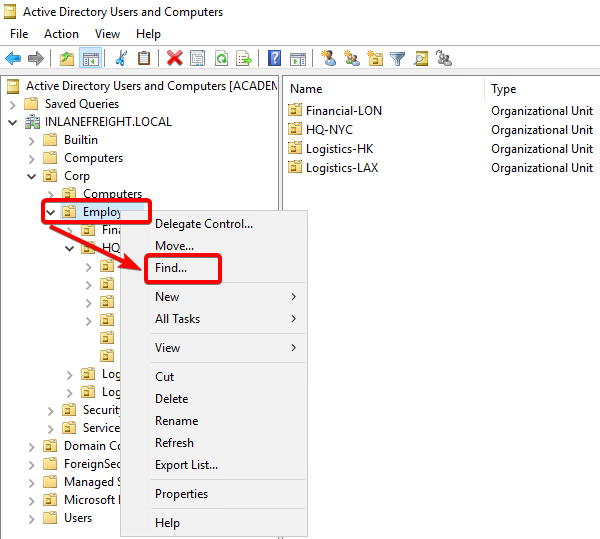 Active Directory Users and Computers
File Action View Help
Active Directory Users and Computers [ACADEM
Saved Queries
INLANEFREIGHT.LOCAL
Builtin
Computers
Corp
Computers
Employ
Fina
HQ
Log
Log
Security
Service
Domain Co
ForeignSec
Managed S
Microsoft
Users
Name Type
Financial-LON Organizational Unit
HQ-NYC Organizational Unit
Logistics-HK Organizational Unit
Logistics-LAX Organizational Unit
Delegate Control...
Move...
Find...
New
All Tasks
View
Cut
Delete
Rename
Refresh
Export List...
Properties
Help